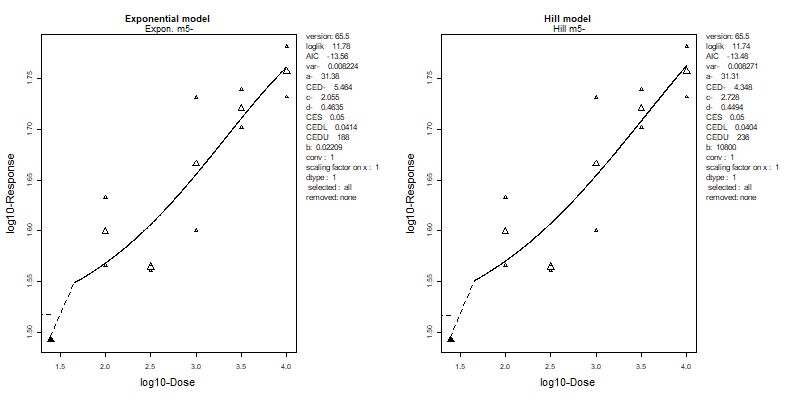 Exponential model
Expon. m5-
version: 65.5
loglik 11.78
AIC -13.56
var- 0.008224
a- 31.38
CED- 5.464
c- 2.055
d- 0.4635
CES 0.05
CEDL 0.0414
CEDU 188
b: 0.02209
conv : 1
scaling factor on x : 1
dtype : 1
selected : all
removed: none
log10-Response
1.75
1.70
1.65
1.60
1.55
1.50
1.5 2.0 2.5 3.0 3.5 4.0
log10-Dose
Hill model
Hill m5-
version: 65.5
loglik 11.74
AIC -13.48
var- 0.008271
a- 31.31
CED- 4.348
c- 2.728
d- 0.4494
CES 0.05
CEDL 0.0404
CEDU 236
b: 10800
conv : 1
scaling factor on x : 1
dtype : 1
selected : all
removed: none
log10-Response
1.75
1.70
1.65
1.60
1.55
1.50
1.5 2.0 2.5 3.0 3.5 4.0
log10-Dose